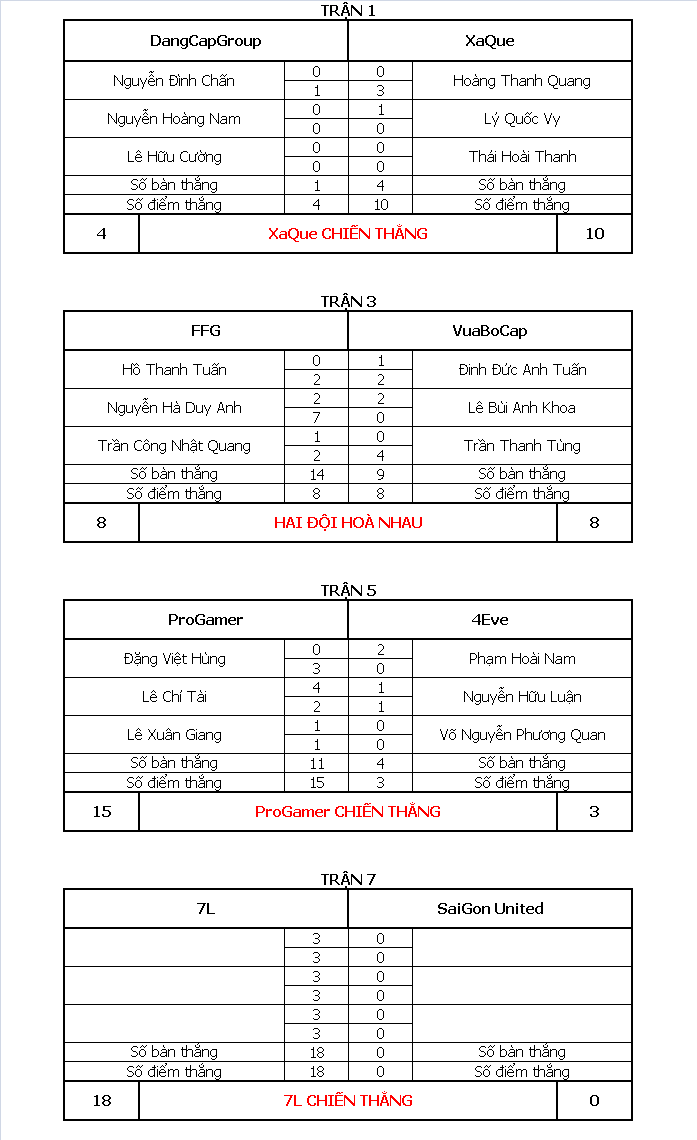 TRẬN 1
DangCapGroup XaQue
Nguyễn Đình Chấn 0 0 Hoàng Thanh Quang
1 3
Nguyễn Hoàng Nam 0 1 Lý Quốc Vy
0 0
Lê Hữu Cường 0 0 Thái Hoài Thanh
0 0
Số bàn thắng 1 4 Số bàn thắng
Số điểm thắng 4 10 Số điểm thắng
4 XaQue CHIẾN THẮNG 10
TRẬN 3
FFG VuaBoCap
Hồ Thanh Tuấn 0 1 Đinh Đức Anh Tuấn
2 2
Nguyễn Hà Duy Anh 2 2 Lê Bùi Anh Khoa
7 0
Trần Công Nhật Quang 1 0 Trần Thanh Tùng
2 4
Số bàn thắng 14 9 Số bàn thắng
Số điểm thắng 8 8 Số điểm thắng
8 HAI ĐỘI HOÀ NHAU 8
TRẬN 5
ProGamer 4Eve
Đặng Việt Hùng 0 2 Phạm Hoài Nam
3 0
Lê Chí Tài 4 1 Nguyễn Hữu Luận
2 1
Lê Xuân Giang 1 0 Võ Nguyễn Phương Quan
1 0
Số bàn thắng 11 4 Số bàn thắng
Số điểm thắng 15 3 Số điểm thắng
15 ProGamer CHIẾN THẮNG 3
TRẬN 7
7L SaiGon United
3 0
3 0
3 0
3 0
3 0
3 0
Số bàn thắng 18 0 Số bàn thắng
Số điểm thắng 18 0 Số điểm thắng
18 7L CHIẾN THẮNG 0